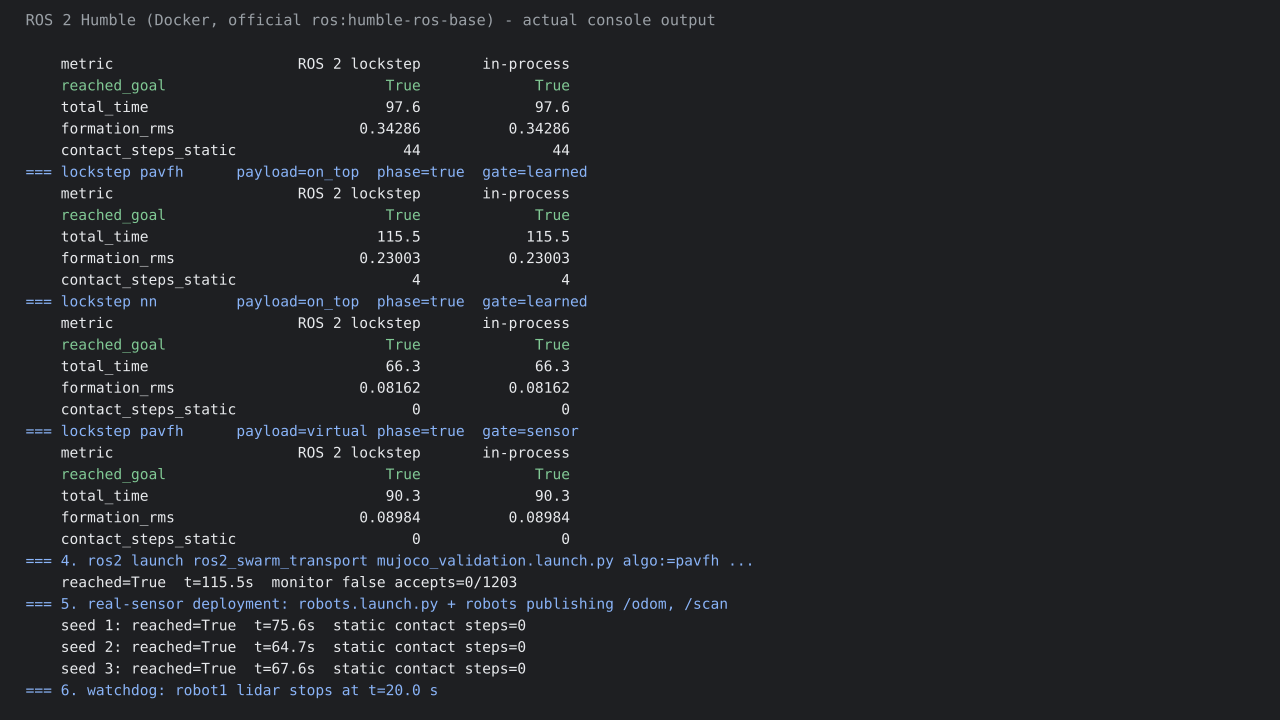 ROS 2 Humble (Docker, official ros:humble-ros-base) - actual console output
metric ROS 2 lockstep in-process
reached_goal True True
total_time 97.6 97.6
formation_rms 0.34286 0.34286
contact_steps_static 44 44
=== lockstep pavfh payload=on_top phase=true gate=learned
metric ROS 2 lockstep in-process
reached_goal True True
total_time 115.5 115.5
formation_rms 0.23003 0.23003
contact_steps_static 4 4
=== lockstep nn payload=on_top phase=true gate=learned
metric ROS 2 lockstep in-process
reached_goal True True
total_time 66.3 66.3
formation_rms 0.08162 0.08162
contact_steps_static 0 0
=== lockstep pavfh payload=virtual phase=true gate=sensor
metric ROS 2 lockstep in-process
reached_goal True True
total_time 90.3 90.3
formation_rms 0.08984 0.08984
contact_steps_static 0 0
=== 4. ros2 launch ros2_swarm_transport mujoco_validation.launch.py algo:=pavfh ...
reached=True t=115.5s monitor false accepts=0/1203
=== 5. real-sensor deployment: robots.launch.py + robots publishing /odom, /scan
seed 1: reached=True t=75.6s static contact steps=0
seed 2: reached=True t=64.7s static contact steps=0
seed 3: reached=True t=67.6s static contact steps=0
=== 6. watchdog: robot1 lidar stops at t=20.0 s